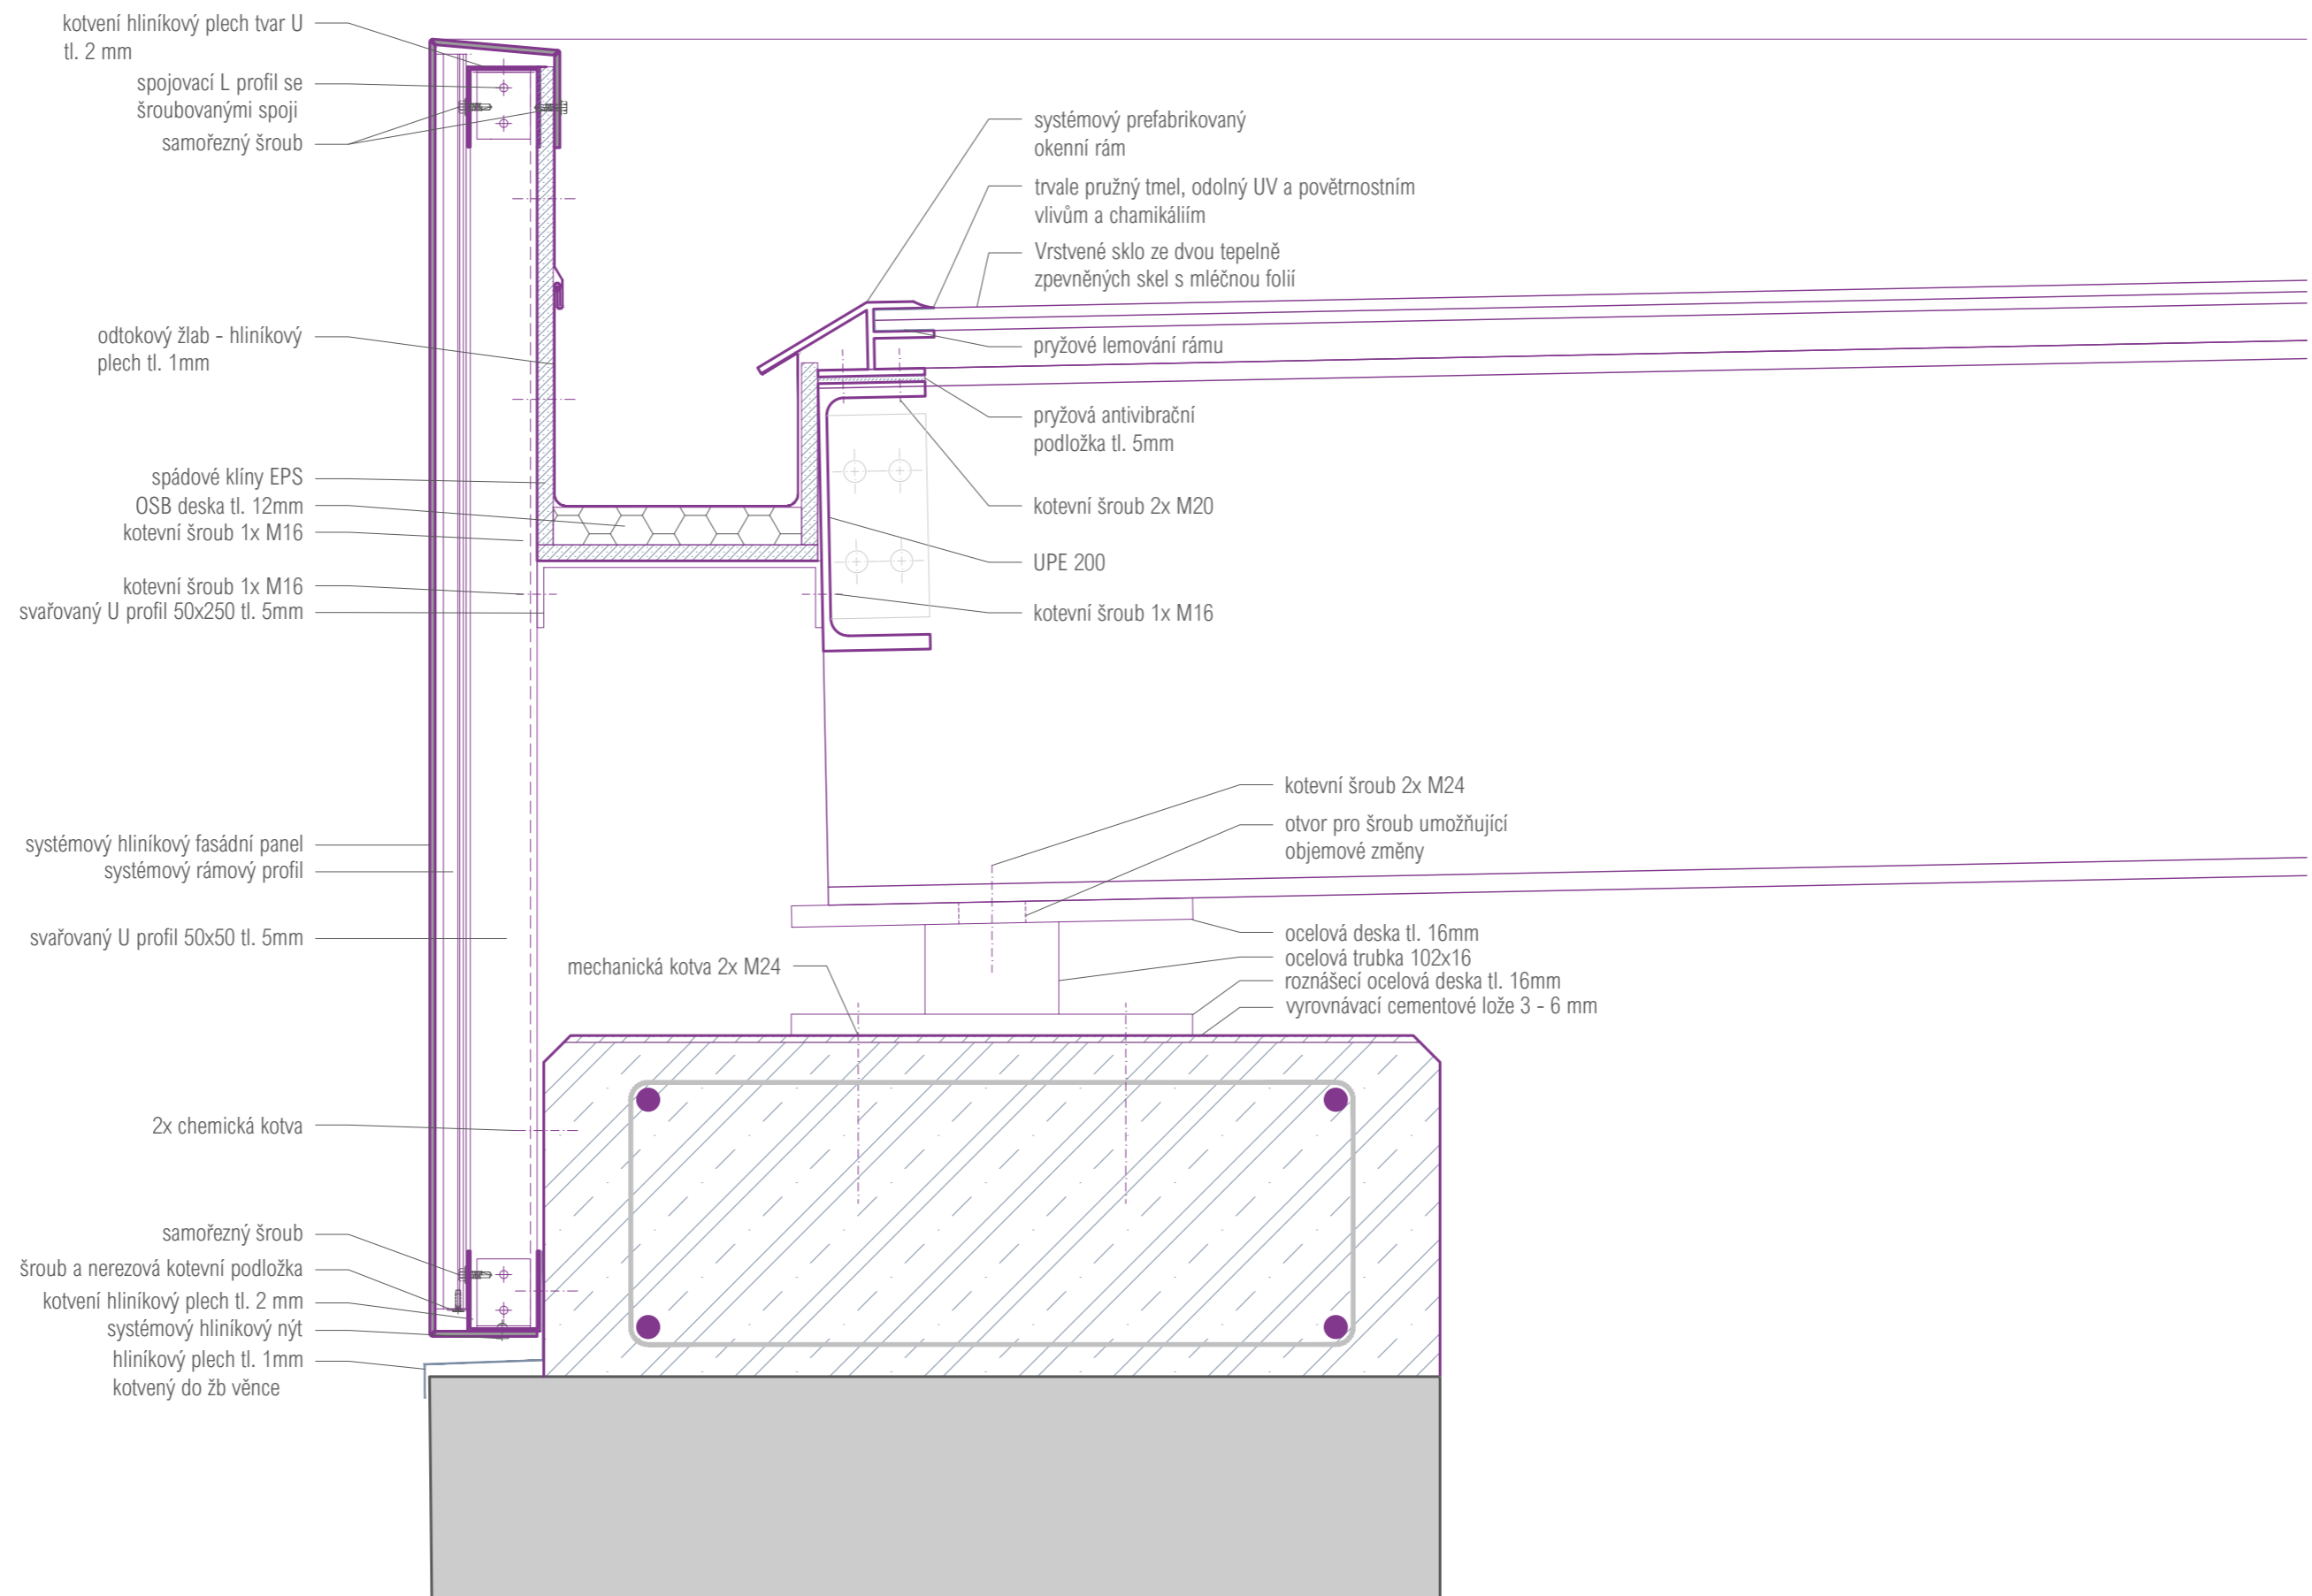 kotvení hliníkový plech tvar U
tl. 2 mm
spojovací L profil se
šroubovanými spoji
samořezný šroub
odtokový žlab - hliníkový
plech tl. 1mm
spádové klíny EPS
OSB deska tl. 12mm
kotevní šroub 1x M16
kotevní šroub 1x M16
svařovaný U profil 50x250 tl. 5mm
systémový hliníkový fasádní panel
systémový rámový profil
svařovaný U profil 50x50 tl. 5mm
2x chemická kotva
samořezný šroub
šroub a nerezová kotevní podložka
kotvení hliníkový plech tl. 2 mm
systémový hliníkový nýt
hliníkový plech tl. 1mm
kotvený do žb věnce
systémový prefabrikovaný
okenní rám
trvale pružný tmel, odolný UV a povětrnostním
vlivům a chamikáliím
Vrstvené sklo ze dvou tepelně
zpevněných skel s mléčnou folií
pryžové lemování rámu
pryžová antivibrační
podložka tl. 5mm
kotevní šroub 2x M20
UPE 200
kotevní šroub 1x M16
kotevní šroub 2x M24
otvor pro šroub umožňující
objemové změny
mechanická kotva 2x M24
ocelová deska tl. 16mm
ocelová trubka 102x16
roznášecí ocelová deska tl. 16mm
vyrovnávací cementové lože 3 - 6 mm